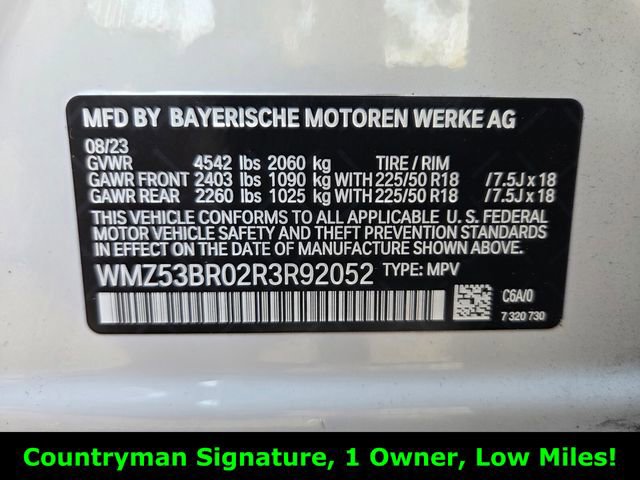 MFD BY BAYERISCHE MOTOREN WERKE AG
08/23
GVWR 4542 lbs 2060 kg TIRE / RIM
GAWR FRONT 2403 lbs 1090 kg WITH 225/50 R18 /7.5J x 18
GAWR REAR 2260 lbs 1025 kg WITH 225/50 R18 /7.5J x 18
THIS VEHICLE CONFORMS TO ALL APPLICABLE U. S. FEDERAL
MOTOR VEHICLE SAFETY AND THEFT PREVENTION STANDARDS
IN EFFECT ON THE DATE OF MANUFACTURE SHOWN ABOVE.
WMZ53BR02R3R92052 TYPE: MPV
C6A/0
7 320 730
Countryman Signature, 1 Owner, Low Miles!